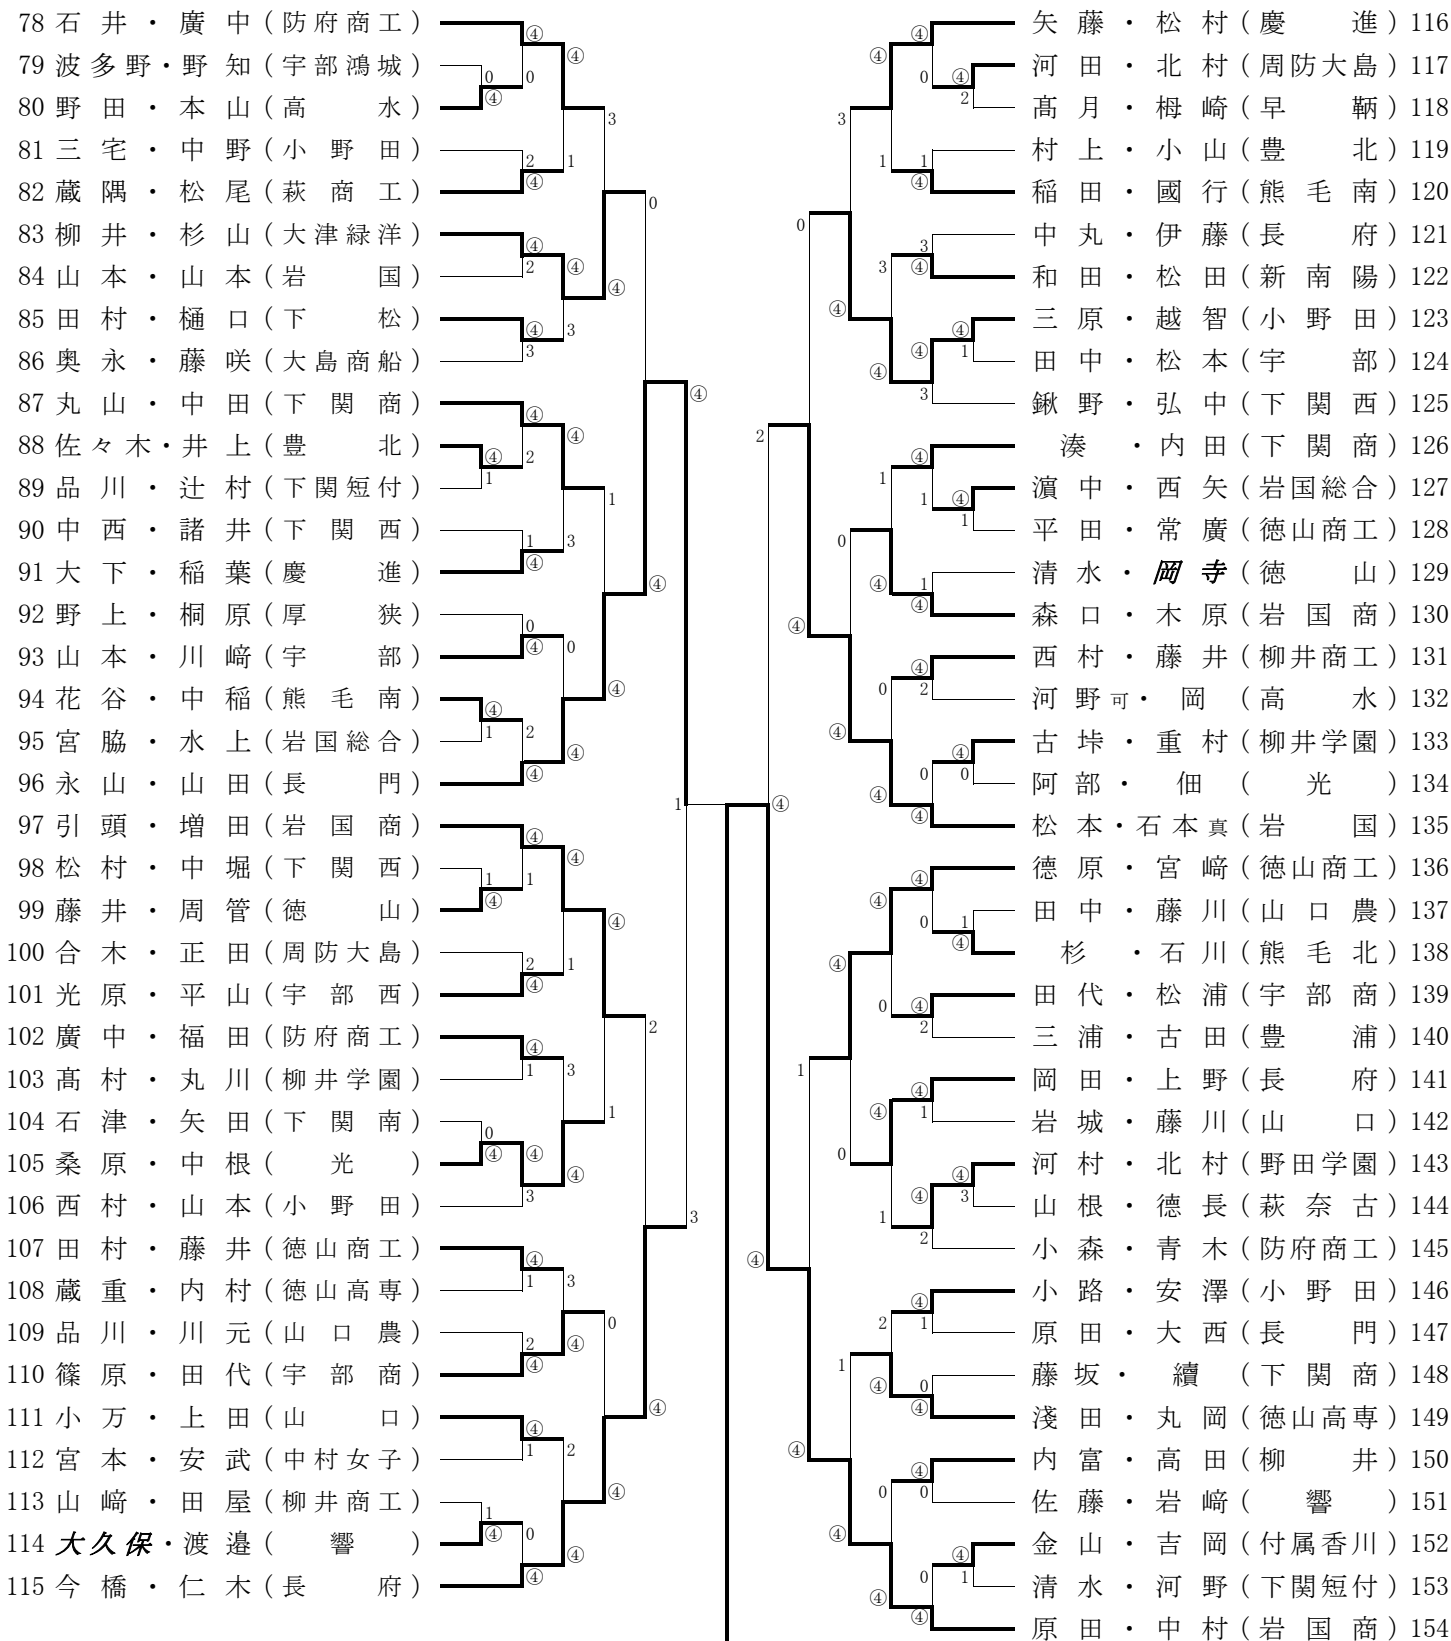 78 石井・廣中(防府商工)
79 波多野・野知(宇部鴻城)
80 野田・本山(高水)
81 三宅・中野(小野田)
82 蔵隅・松尾(萩商工)
83 柳井・杉山(大津緑洋)
84 山本・山本(岩国)
85 田村・樋口(下松)
86 奥永・藤咲(大島商船)
87 丸山・中田(下関商)
88 佐々木・井上(豊北)
89 品川・辻村(下関短付)
90 中西・諸井(下関西)
91 大下・稲葉(慶進)
92 野上・桐原(厚狭)
93 山本・川﨑(宇部)
94 花谷・中稲(熊毛南)
95 宮脇・水上(岩国総合)
96 永山・山田(長門)
97 引頭・増田(岩国商)
98 松村・中堀(下関西)
99 藤井・周管(徳山)
100 合木・正田(周防大島)
101 光原・平山(宇部西)
102 廣中・福田(防府商工)
103 髙村・丸川(柳井学園)
104 石津・矢田(下関南)
105 桑原・中根(光)
106 西村・山本(小野田)
107 田村・藤井(徳山商工)
108 蔵重・内村(徳山高専)
109 品川・川元(山口農)
110 篠原・田代(宇部商)
111 小万・上田(山口)
112 宮本・安武(中村女子)
113 山﨑・田屋(柳井商工)
114 大久保・渡邉(響)
115 今橋・仁木(長府)
矢藤・松村(慶進)116
河田・北村(周防大島)117
髙月・栂崎(早鞆)118
村上・小山(豊北)119
稲田・國行(熊毛南)120
中丸・伊藤(長府)121
和田・松田(新南陽)122
三原・越智(小野田)123
田中・松本(宇部)124
鍬野・弘中(下関西)125
湊・内田(下関商)126
濵中・西矢(岩国総合)127
平田・常廣(徳山商工)128
清水・岡寺(徳山)129
森口・木原(岩国商)130
西村・藤井(柳井商工)131
河野可・岡(高水)132
古垰・重村(柳井学園)133
阿部・佃(光)134
松本・石本真(岩国)135
德原・宮﨑(徳山商工)136
田中・藤川(山口農)137
杉・石川(熊毛北)138
田代・松浦(宇部商)139
三浦・古田(豊浦)140
岡田・上野(長府)141
岩城・藤川(山口)142
河村・北村(野田学園)143
山根・德長(萩奈古)144
小森・青木(防府商工)145
小路・安澤(小野田)146
原田・大西(長門)147
藤坂・續(下関商)148
淺田・丸岡(徳山高専)149
内富・高田(柳井)150
佐藤・岩﨑(響)151
金山・吉岡(付属香川)152
清水・河野(下関短付)153
原田・中村(岩国商)154